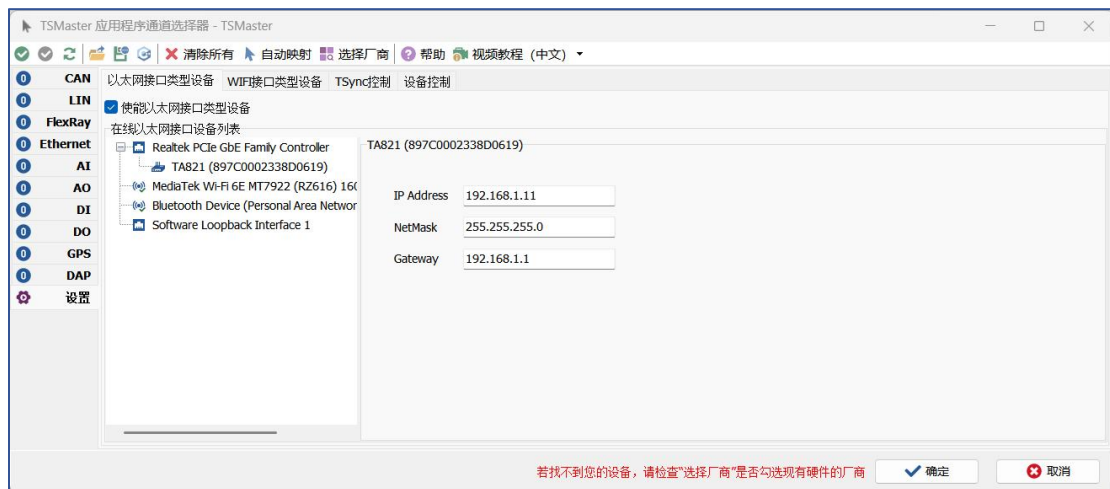 TSMaster 应用程序通道选择器 - TSMaster
清除所有 自动映射 选择厂商 帮助 视频教程 (中文)
0 CAN
0 LIN
0 FlexRay
0 Ethernet
0 AI
0 AO
0 DI
0 DO
0 GPS
0 DAP
设置
以太网接口类型设备 WIFI接口类型设备 TSync控制 设备控制
使能以太网接口类型设备
在线以太网接口设备列表
Realtek PCIe GbE Family Controller
TA821 (897C0002338D0619)
MediaTek Wi-Fi 6E MT7922 (RZ616) 160
Bluetooth Device (Personal Area Networ
Software Loopback Interface 1
TA821 (897C0002338D0619)
IP Address 192.168.1.11
NetMask 255.255.255.0
Gateway 192.168.1.1
若找不到您的设备，请检查"选择厂商"是否勾选现有硬件的厂商 确定 取消